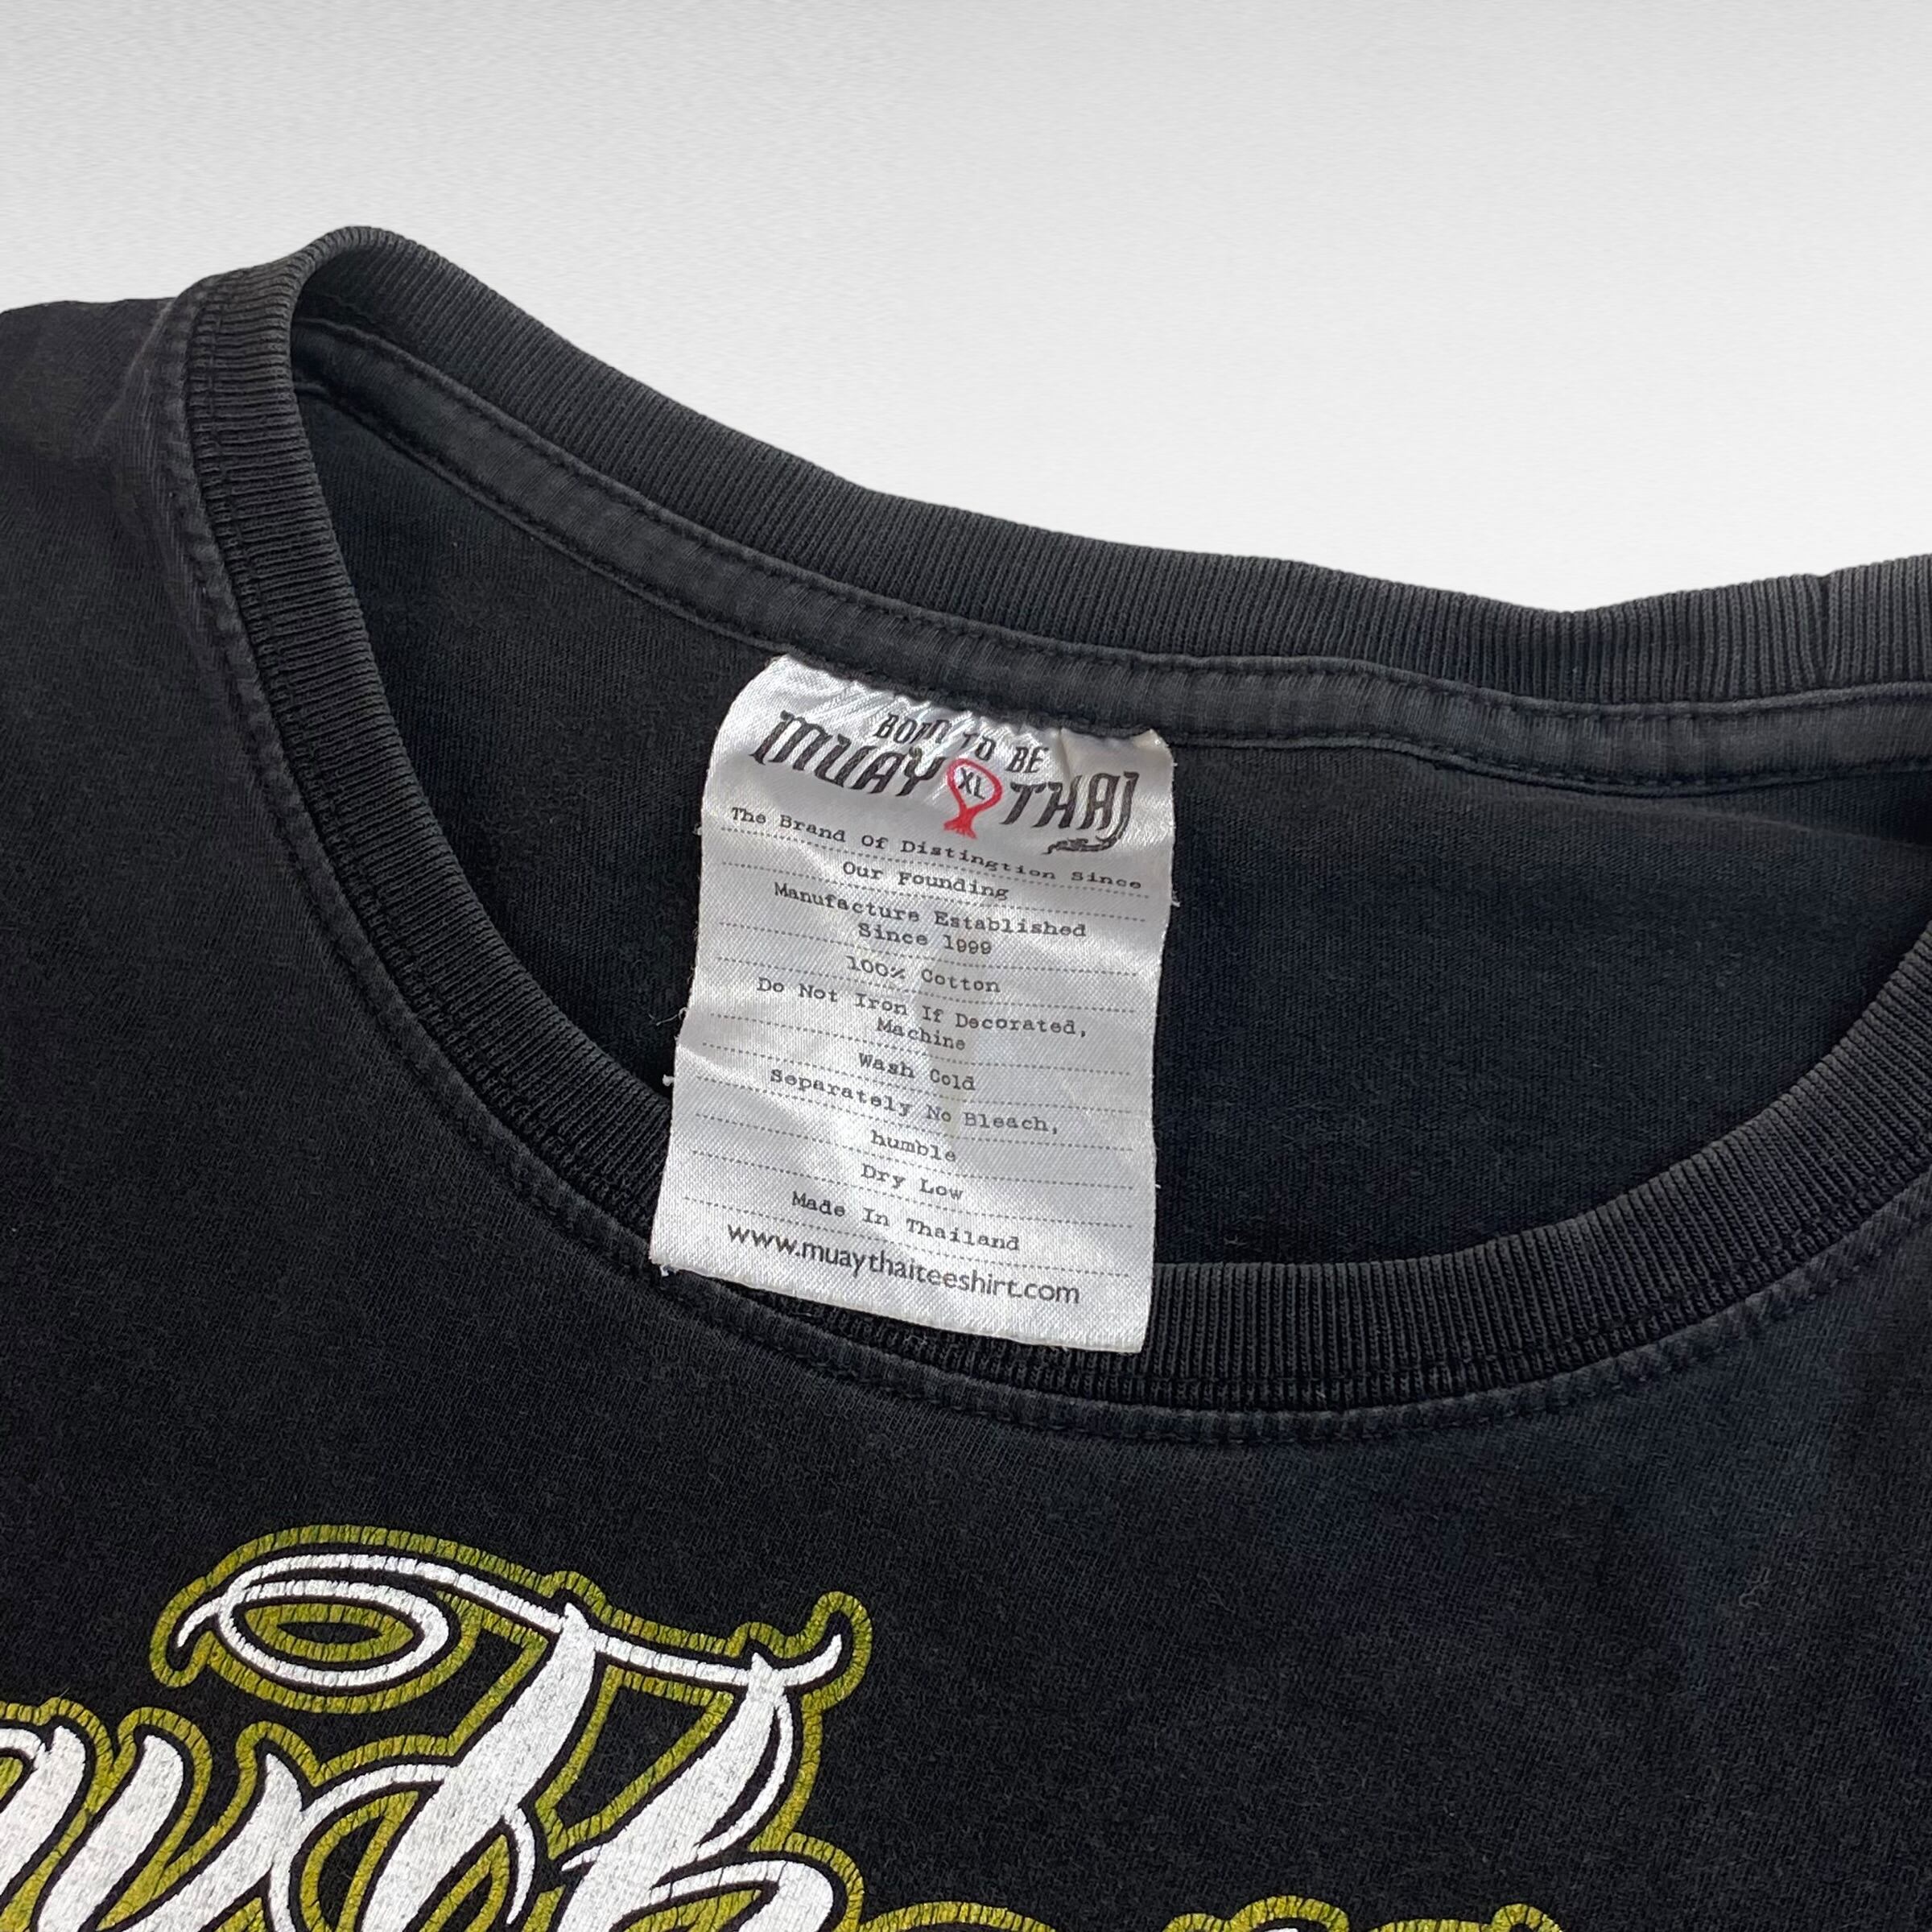 BORN TO BE
MUAY XL THAI
The Brand Of Distingtion Since
Our Founding
Manufacture Established
Since 1999
100% Cotton
Do Not Iron If Decorated,
Machine
Wash Cold
Separately No Bleach,
humble
Dry Low
Made In Thailand
www.muaythaiteeshirt.com